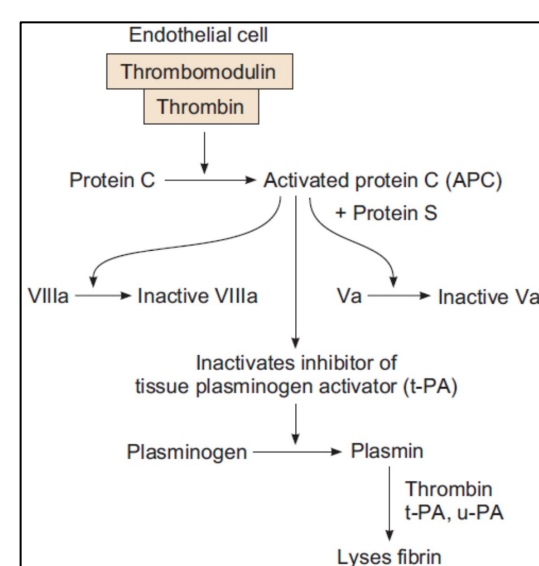 Endothelial cell
Thrombomodulin
Thrombin
Protein C
Activated protein C (APC)
+ Protein S
VIIIa
Inactive VIIIa
Va
Inactive Va
Inactivates inhibitor of
tissue plasminogen activator (t-PA)
Plasminogen
Plasmin
Thrombin
t-PA, u-PA
Lyses fibrin